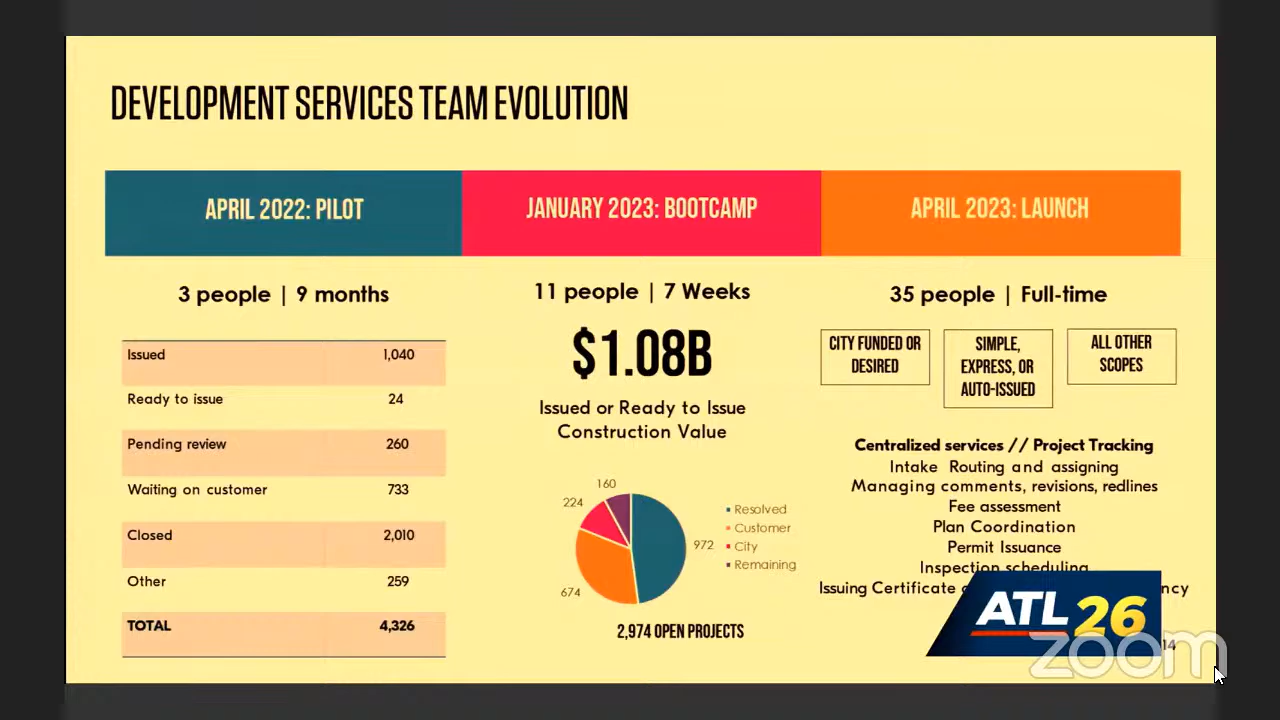 DEVELOPMENT SERVICES TEAM EVOLUTION
APRIL 2022: PILOT
3 people | 9 months
Issued 1,040
Ready to issue 24
Pending review 260
Waiting on customer 733
Closed 2,010
Other 259
TOTAL 4,326
JANUARY 2023: BOOTCAMP
11 people | 7 Weeks
$1.08B
Issued or Ready to Issue
Construction Value
160
224
972
674
Resolved
Customer
City
Remaining
2,974 OPEN PROJECTS
APRIL 2023: LAUNCH
35 people | Full-time
CITY FUNDED OR
DESIRED
SIMPLE,
EXPRESS, OR
AUTO-ISSUED
ALL OTHER
SCOPES
Centralized services // Project Tracking
Intake Routing and assigning
Managing comments, revisions, redlines
Fee assessment
Plan Coordination
Permit Issuance
Inspection scheduling
Issuing Certificate
ATL 26
zoom
14